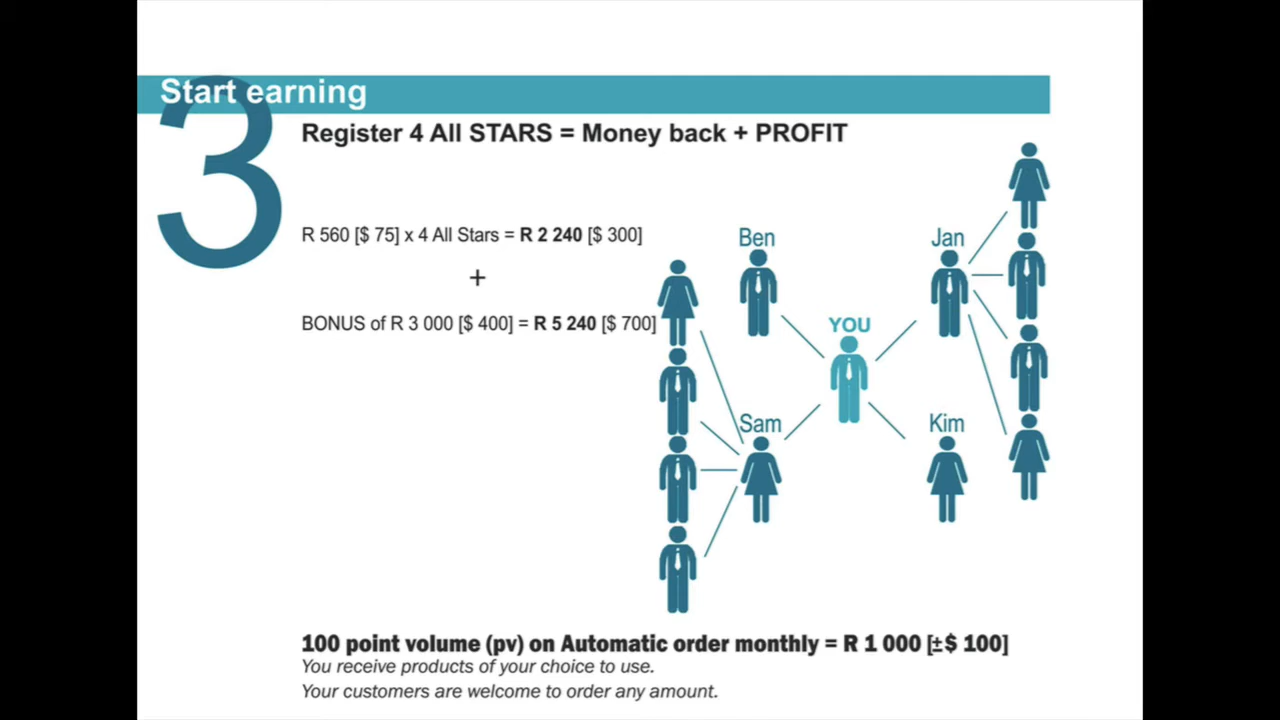 3
Start earning
Register 4 All STARS = Money back + PROFIT
R 560 [$ 75] x 4 All Stars = R 2 240 [$ 300]
+
BONUS of R 3 000 [$ 400] = R 5 240 [$ 700]
Ben
Jan
YOU
Sam
Kim
100 point volume (pv) on Automatic order monthly = R 1 000 [±$ 100]
You receive products of your choice to use.
Your customers are welcome to order any amount.